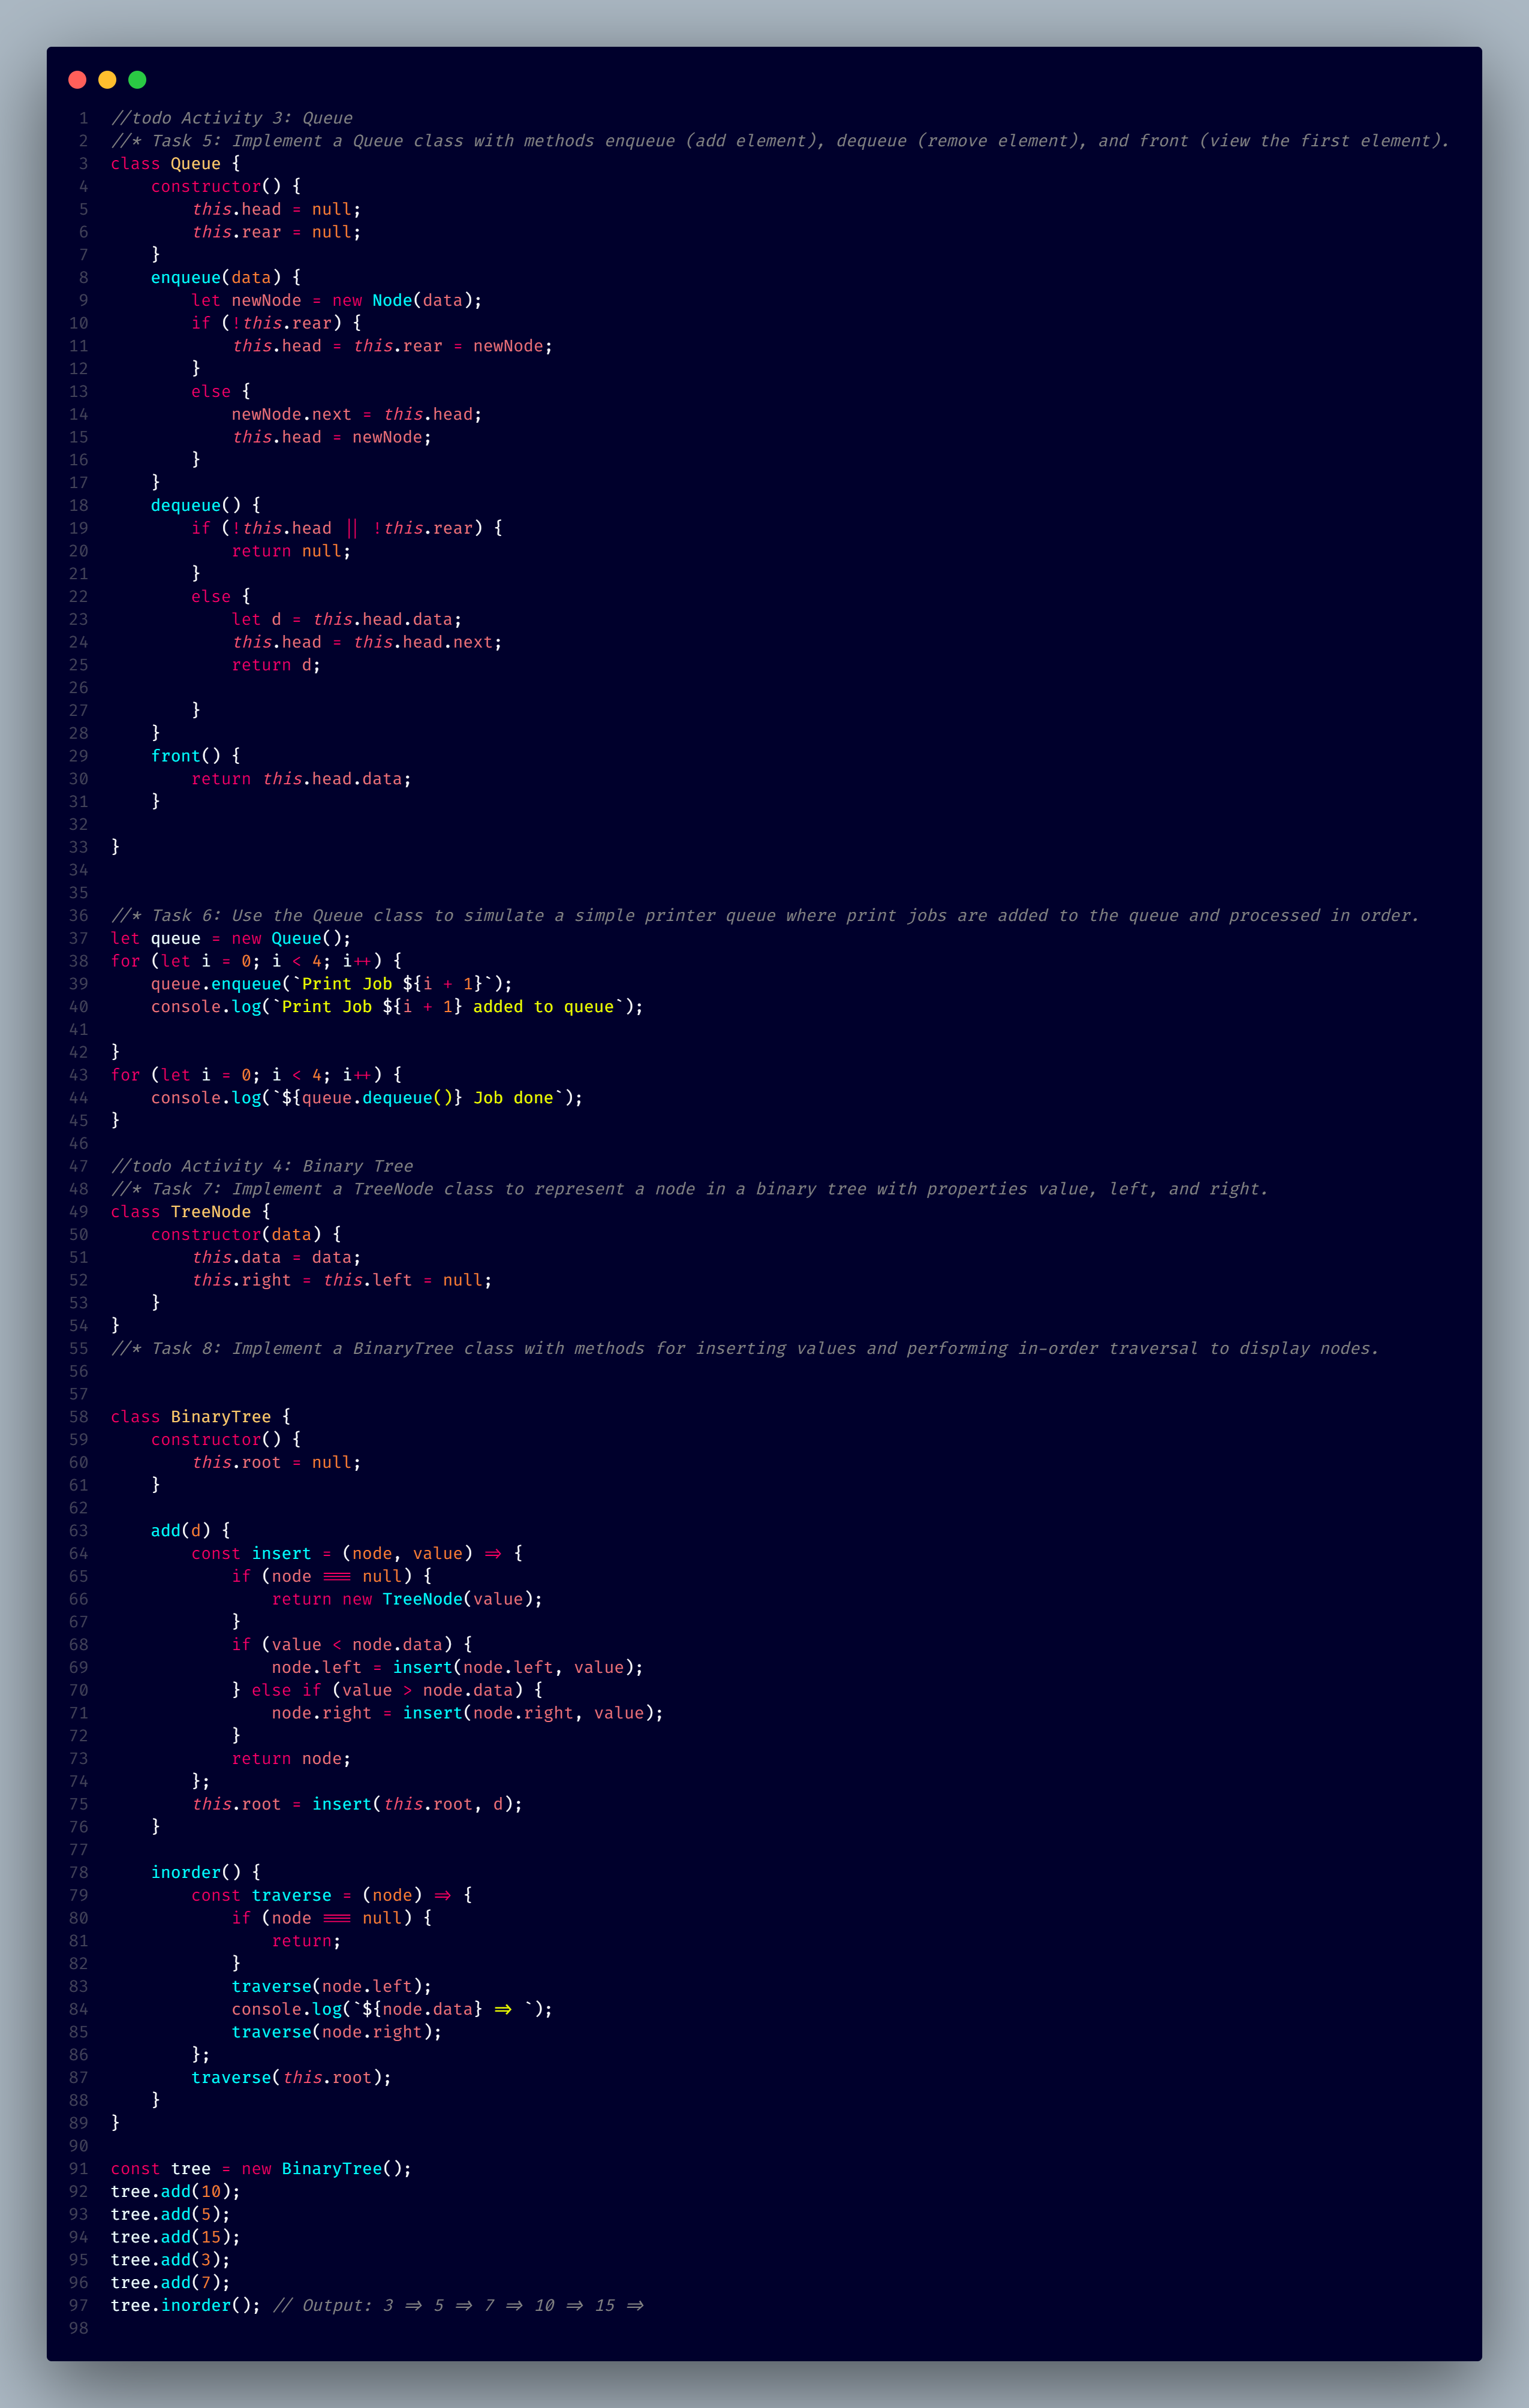 1 //todo Activity 3: Queue
2 //* Task 5: Implement a Queue class with methods enqueue (add element), dequeue (remove element), and front (view the first element).
3 class Queue {
4     constructor() {
5         this.head = null;
6         this.rear = null;
7     }
8     enqueue(data) {
9         let newNode = new Node(data);
10         if (!this.rear) {
11             this.head = this.rear = newNode;
12         }
13         else {
14             newNode.next = this.head;
15             this.head = newNode;
16         }
17     }
18     dequeue() {
19         if (!this.head || !this.rear) {
20             return null;
21         }
22         else {
23             let d = this.head.data;
24             this.head = this.head.next;
25             return d;
26
27         }
28     }
29     front() {
30         return this.head.data;
31     }
32
33 }
34
35
36 //* Task 6: Use the Queue class to simulate a simple printer queue where print jobs are added to the queue and processed in order.
37 let queue = new Queue();
38 for (let i = 0; i < 4; i++) {
39     queue.enqueue(`Print Job ${i + 1}`);
40     console.log(`Print Job ${i + 1} added to queue`);
41
42 }
43 for (let i = 0; i < 4; i++) {
44     console.log(`${queue.dequeue()} Job done`);
45 }
46
47 //todo Activity 4: Binary Tree
48 //* Task 7: Implement a TreeNode class to represent a node in a binary tree with properties value, left, and right.
49 class TreeNode {
50     constructor(data) {
51         this.data = data;
52         this.right = this.left = null;
53     }
54 }
55 //* Task 8: Implement a BinaryTree class with methods for inserting values and performing in-order traversal to display nodes.
56
57
58 class BinaryTree {
59     constructor() {
60         this.root = null;
61     }
62
63     add(d) {
64         const insert = (node, value) => {
65             if (node === null) {
66                 return new TreeNode(value);
67             }
68             if (value < node.data) {
69                 node.left = insert(node.left, value);
70             } else if (value > node.data) {
71                 node.right = insert(node.right, value);
72             }
73             return node;
74         };
75         this.root = insert(this.root, d);
76     }
77
78     inorder() {
79         const traverse = (node) => {
80             if (node === null) {
81                 return;
82             }
83             traverse(node.left);
84             console.log(`${node.data} => `);
85             traverse(node.right);
86         };
87         traverse(this.root);
88     }
89 }
90
91 const tree = new BinaryTree();
92 tree.add(10);
93 tree.add(5);
94 tree.add(15);
95 tree.add(3);
96 tree.add(7);
97 tree.inorder(); // Output: 3 => 5 => 7 => 10 => 15 =>
98